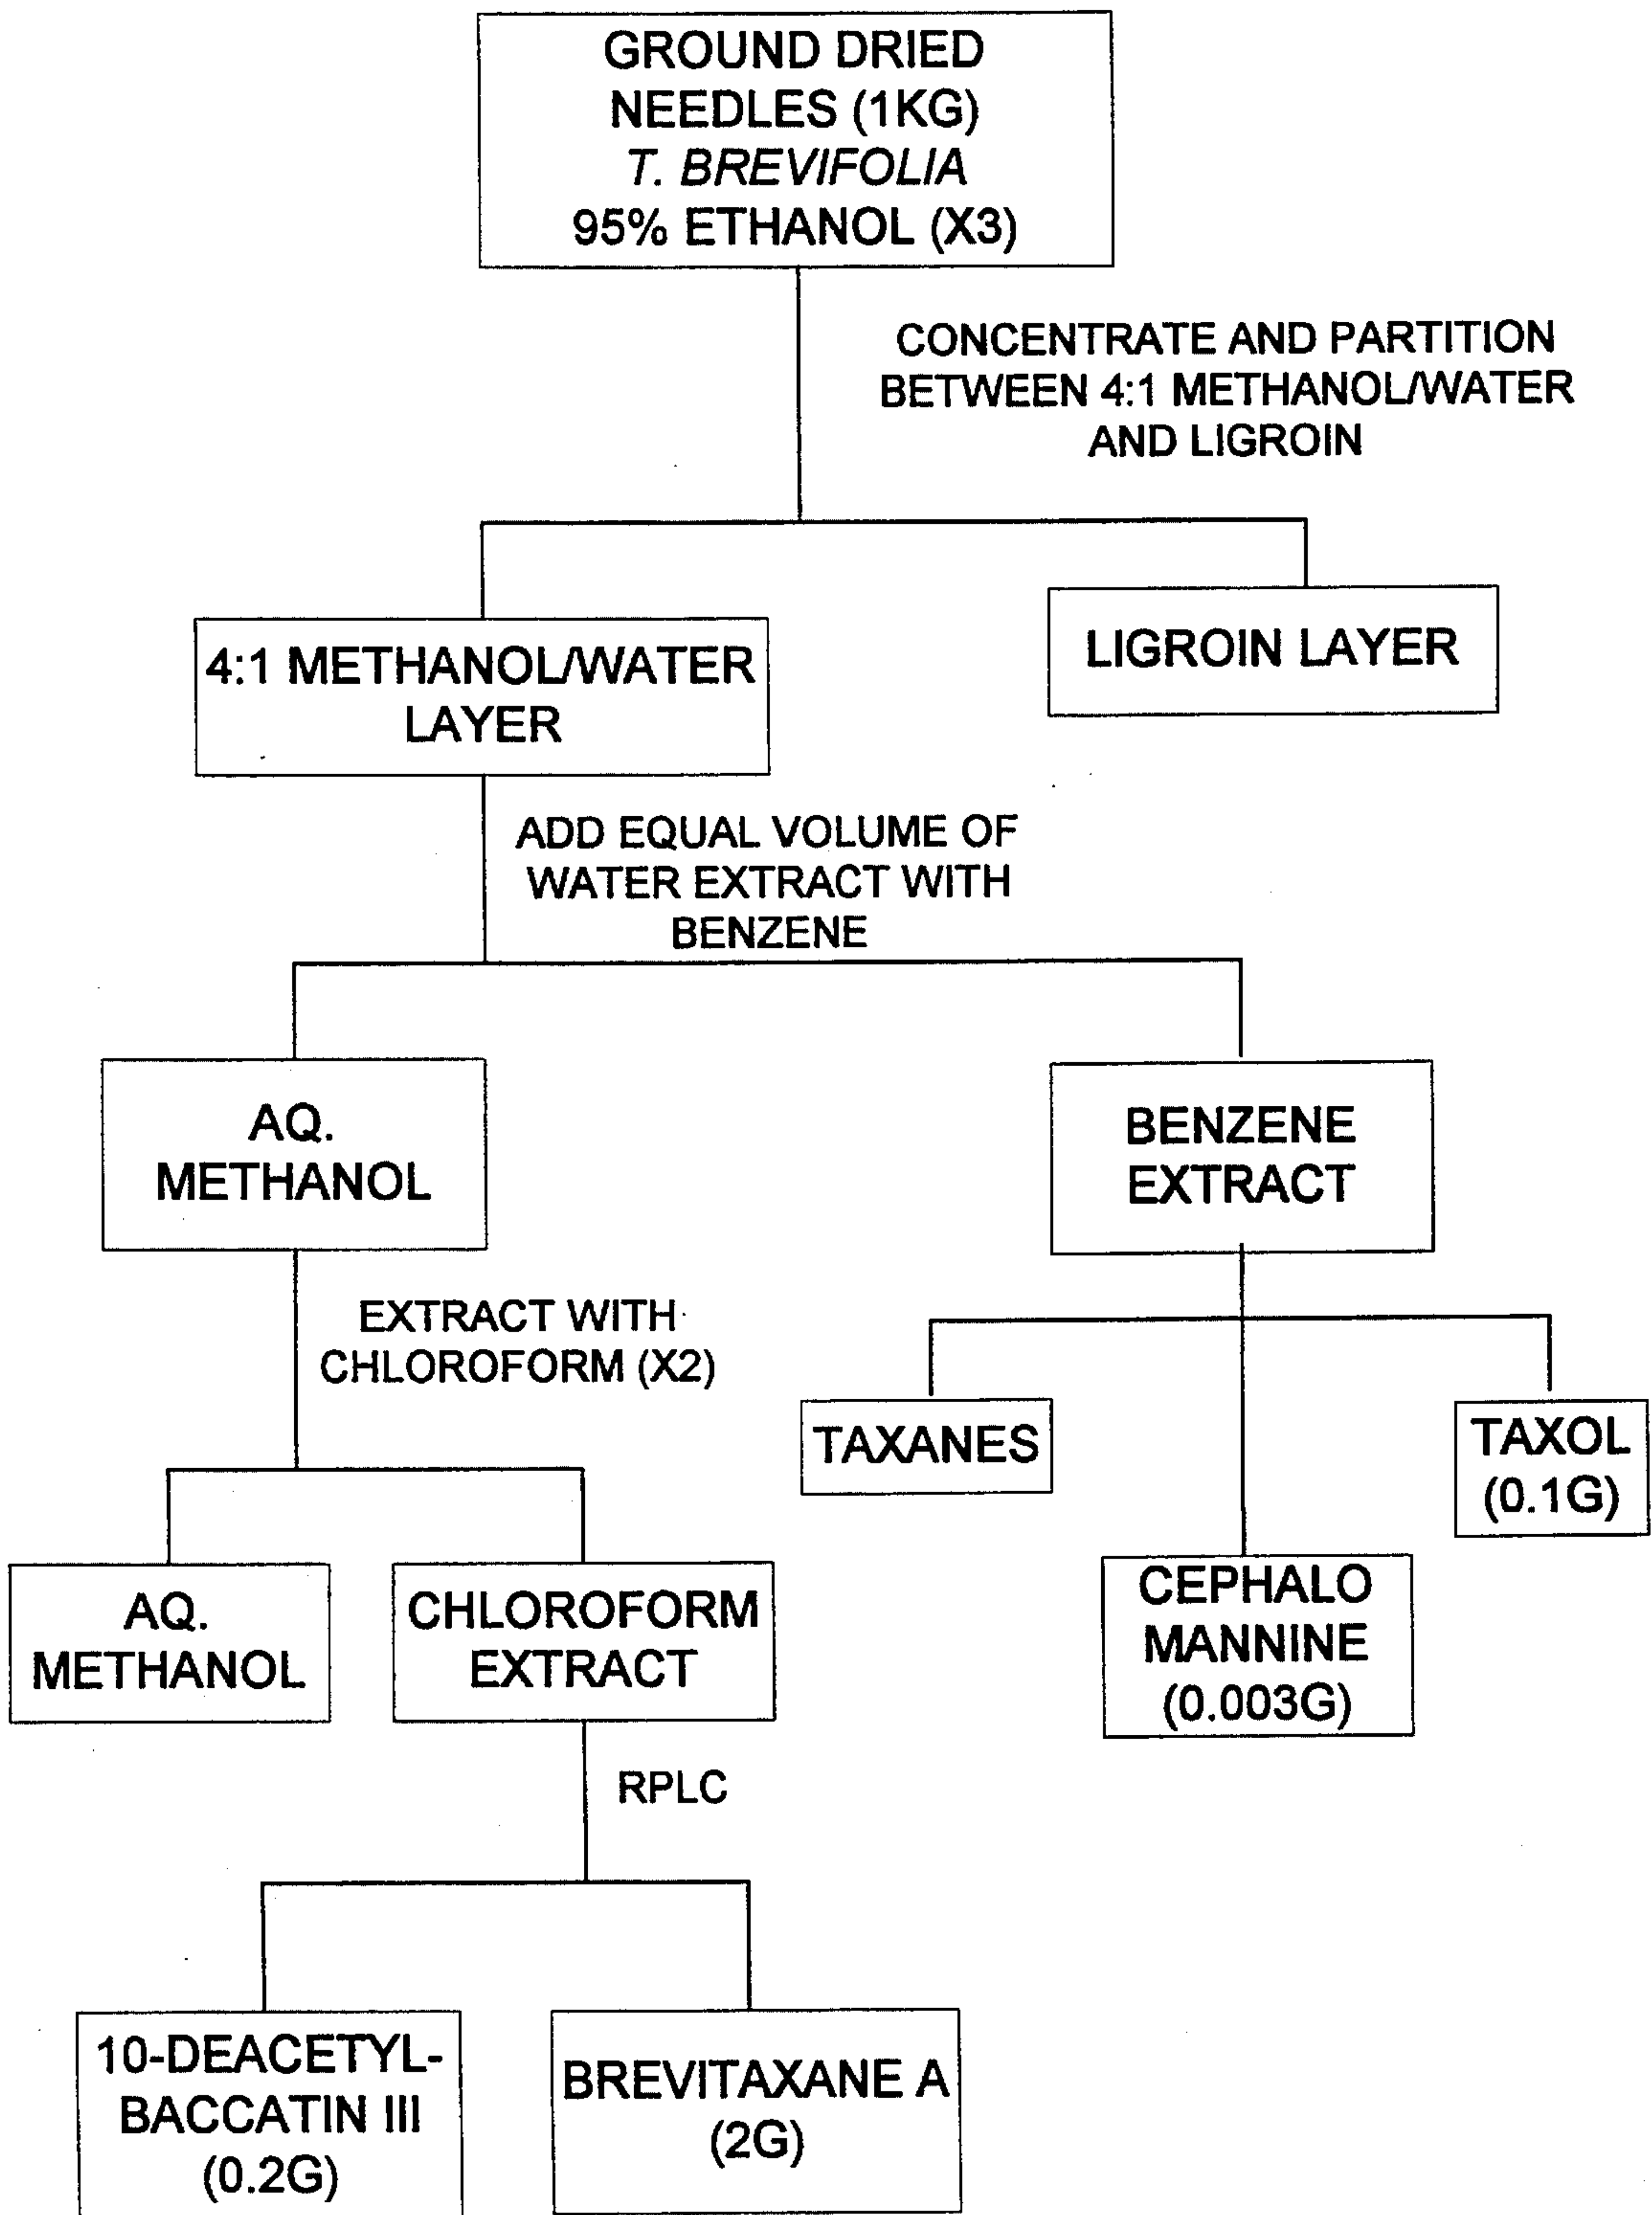 GROUND DRIED
NEEDLES (1KG)
T. BREVIFOLIA
95% ETHANOL (X3)
CONCENTRATE AND PARTITION
BETWEEN 4:1 METHANOL/WATER
AND LIGROIN
4:1 METHANOL/WATER
LAYER
LIGROIN LAYER
ADD EQUAL VOLUME OF
WATER EXTRACT WITH
BENZENE
AQ.
METHANOL
BENZENE
EXTRACT
EXTRACT WITH
CHLOROFORM (X2)
TAXANES
TAXOL
(0.1G)
CEPHALO
MANNINE
(0.003G)
AQ.
METHANOL
CHLOROFORM
EXTRACT
RPLC
10-DEACETYL-
BACCATIN III
(0.2G)
BREVITAXANE A
(2G)